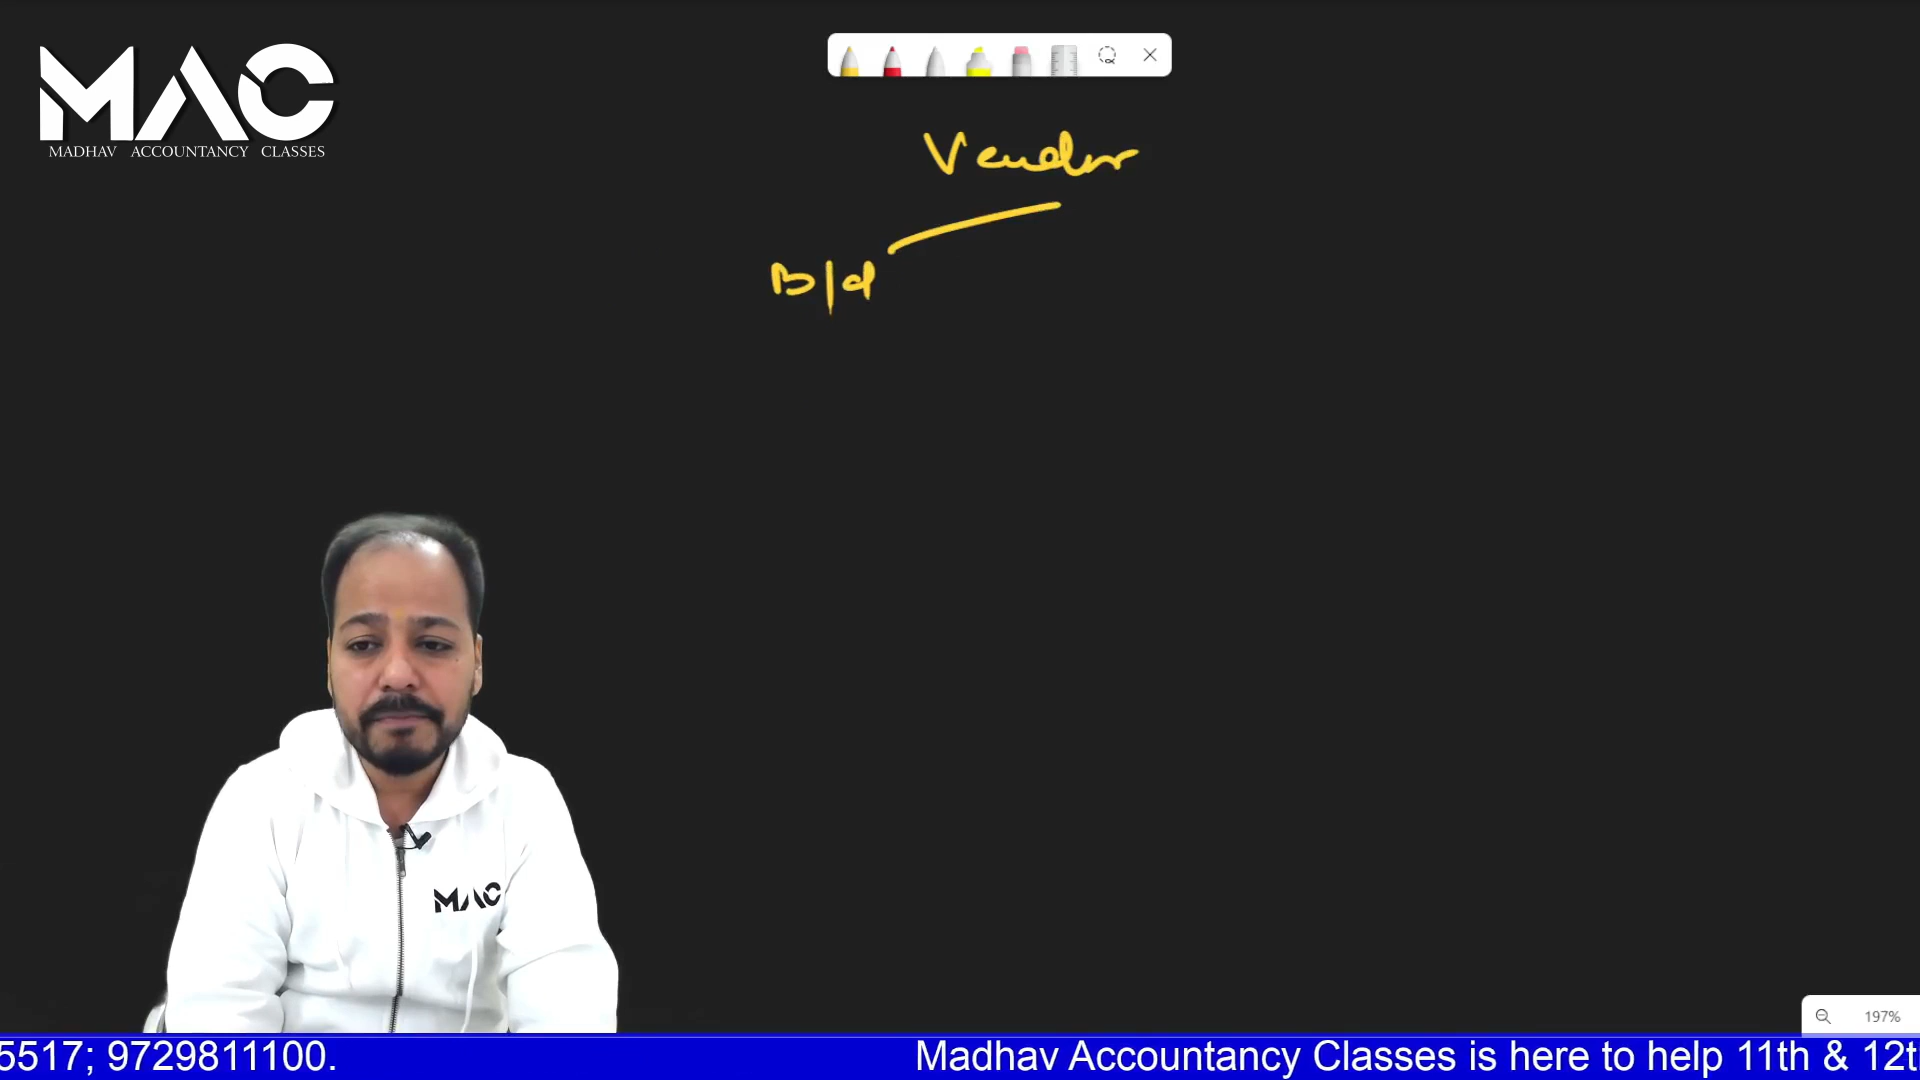 MAC
MADHAV ACCOUNTANCY CLASSES
Vendor
B/d
MAC
197%
5517; 9729811100. Madhav Accountancy Classes is here to help 11th & 12t